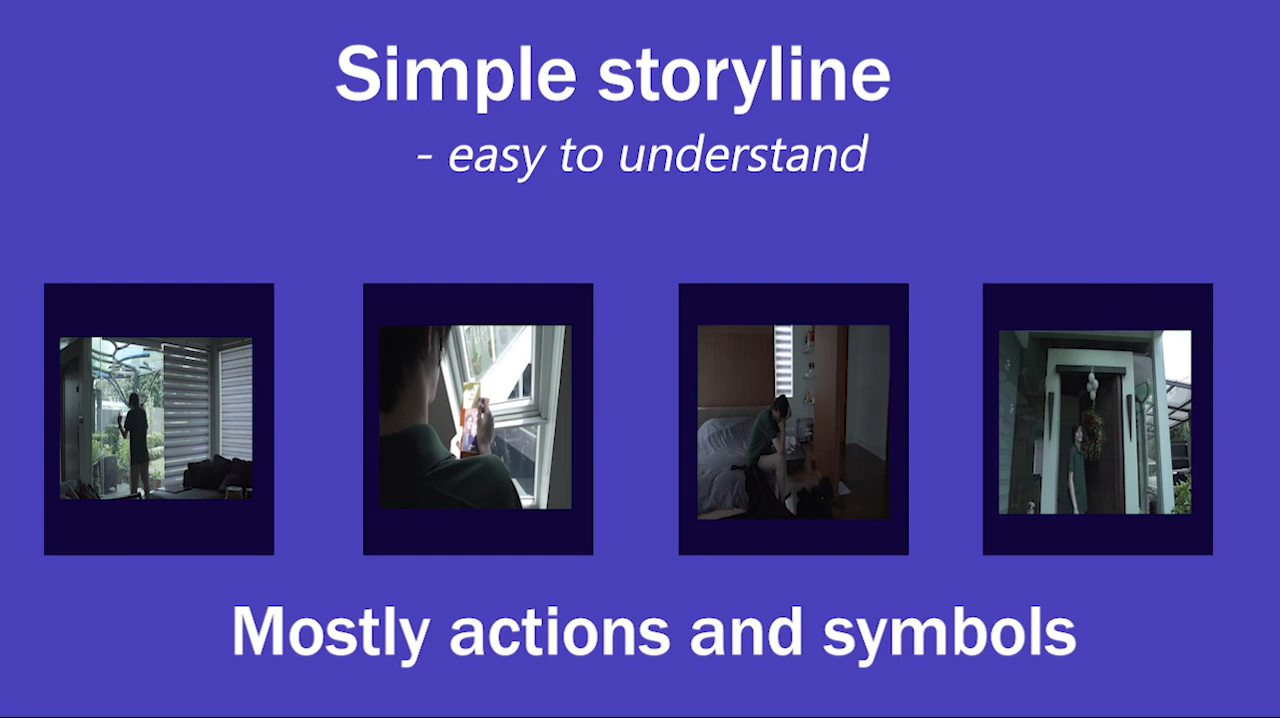 Simple storyline
- easy to understand
Mostly actions and symbols